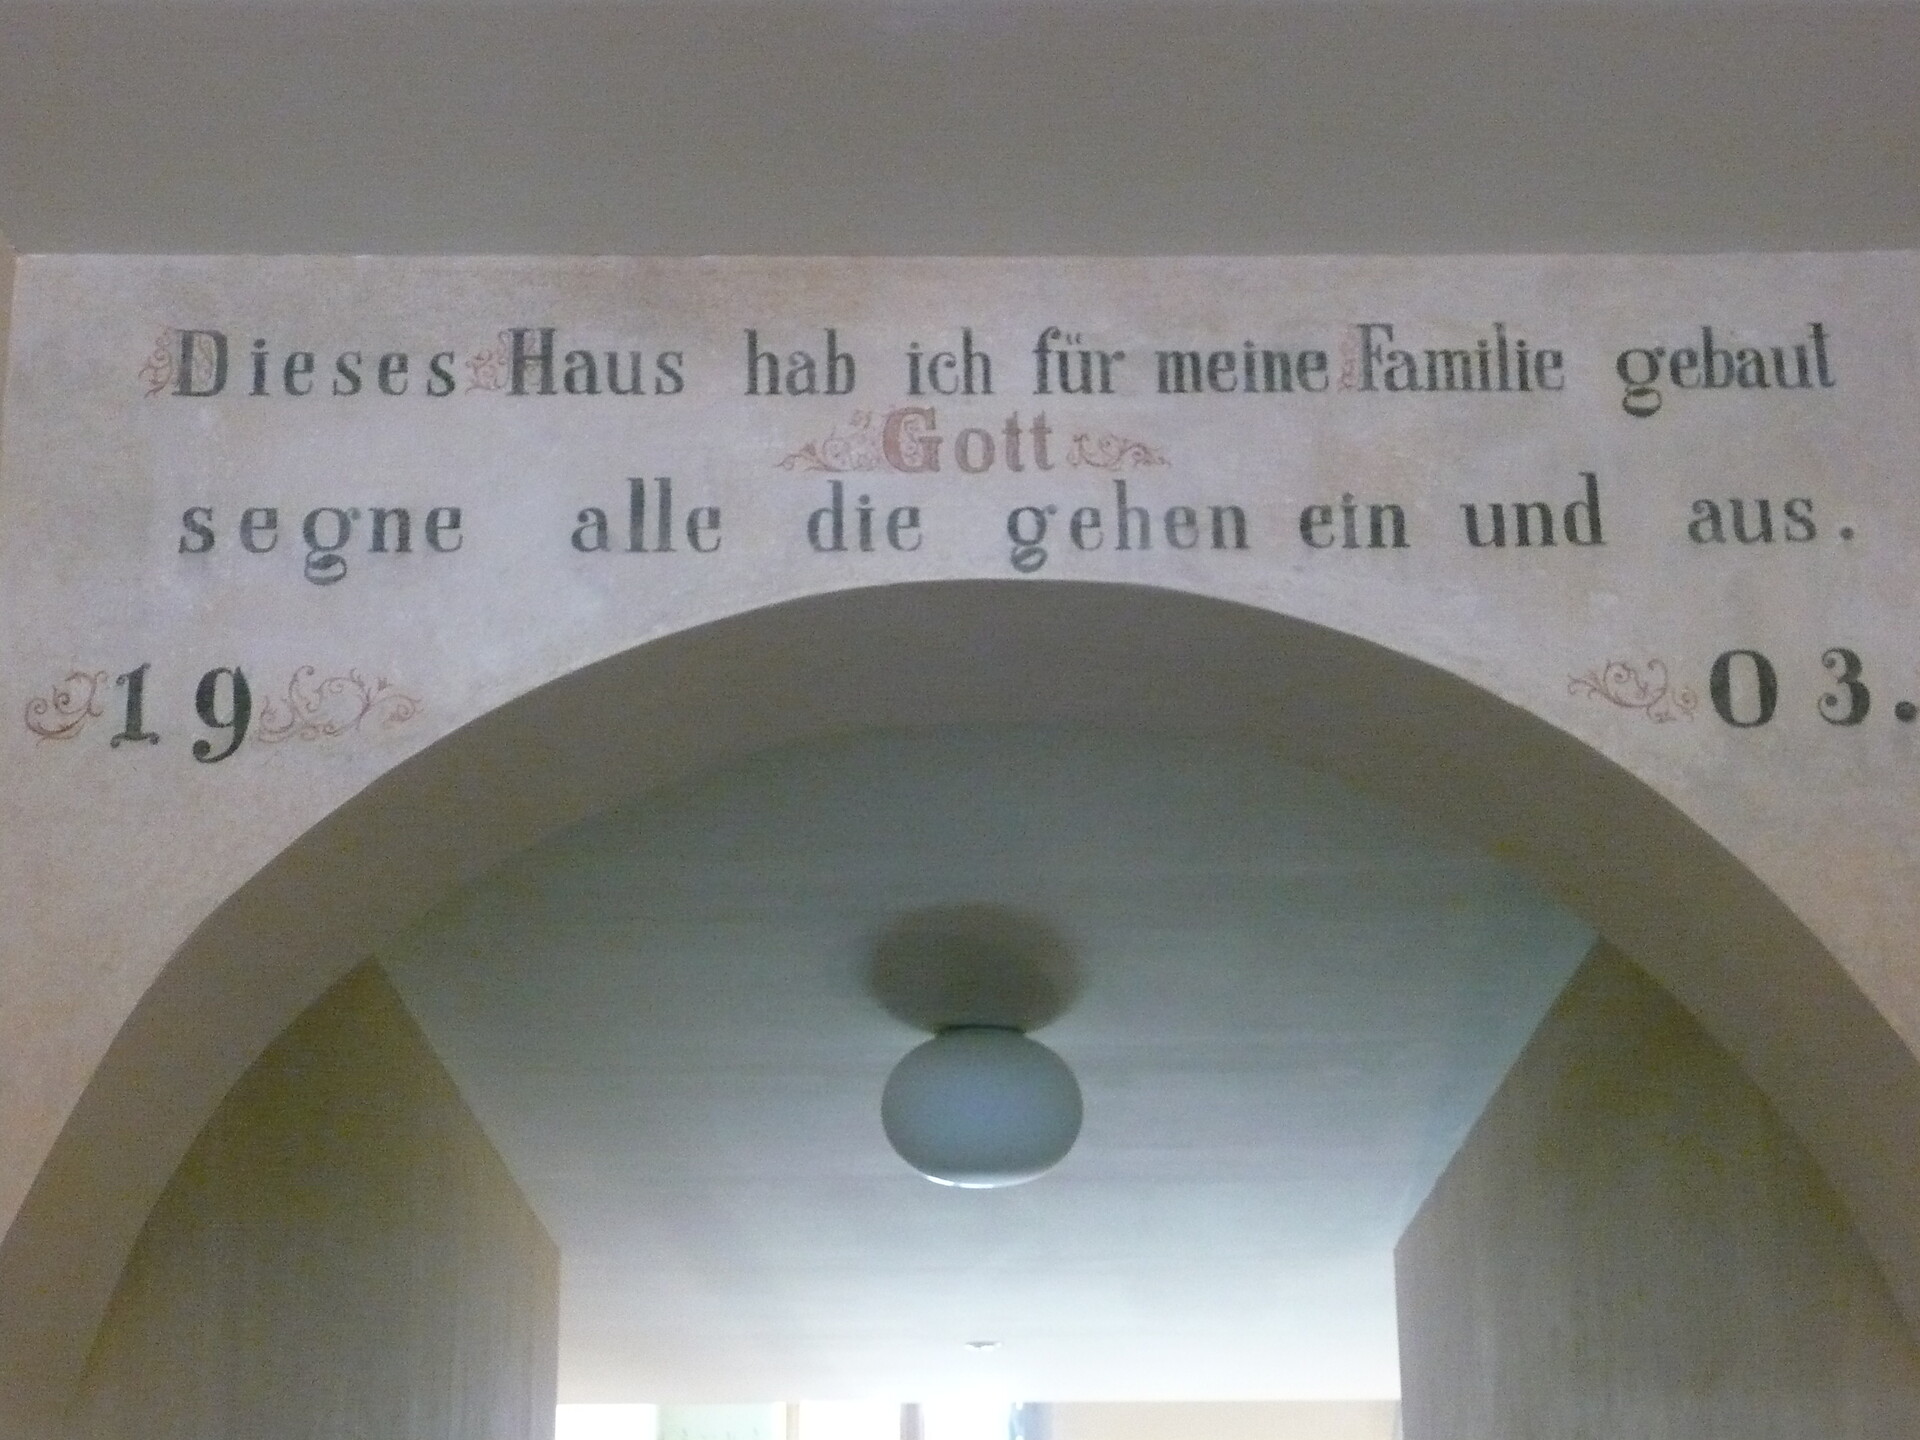 Dieses Haus hab ich für meine Familie gebaut
Gott
segne alle die gehen ein und aus.
19 03.